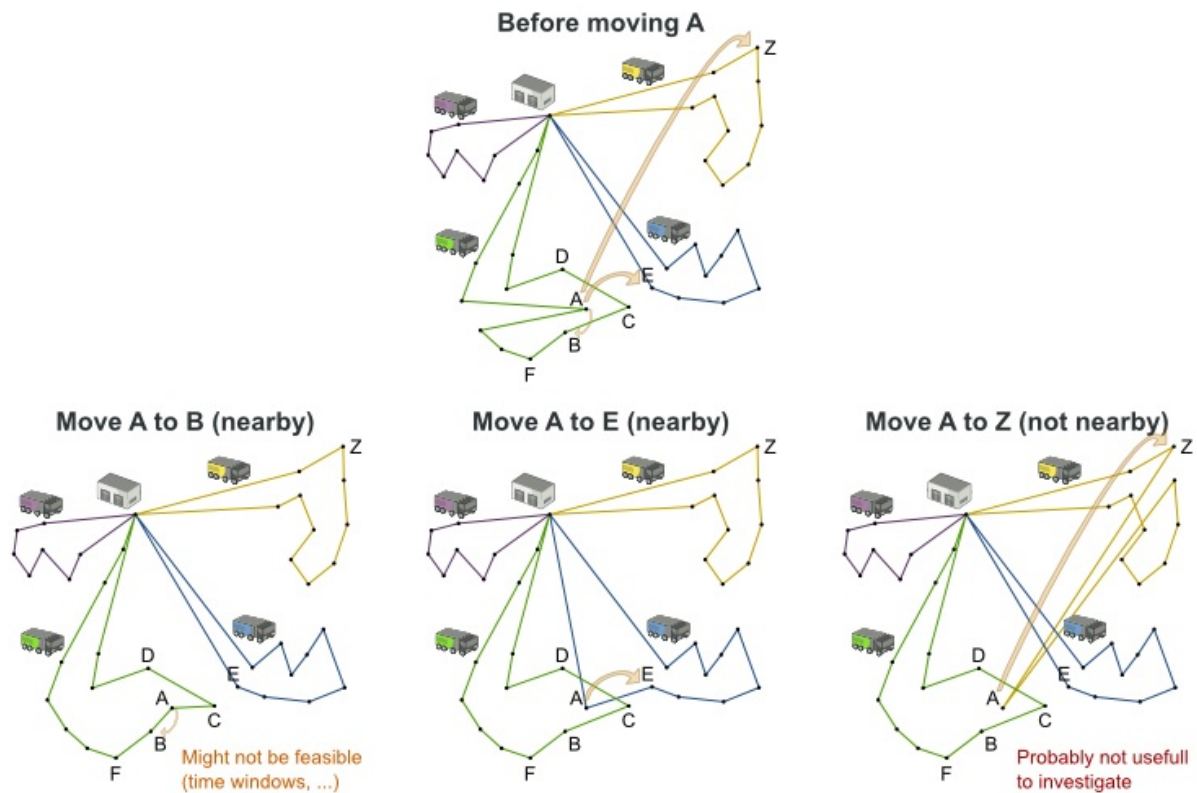 Before moving A
Z
D
E
A
C
B
F
Move A to B (nearby)
Z
D
E
A
C
B
F
Might not be feasible
(time windows, ...)
Move A to E (nearby)
Z
D
E
A
C
B
F
Move A to Z (not nearby)
Z
D
E
A
C
B
F
Probably not usefull
to investigate